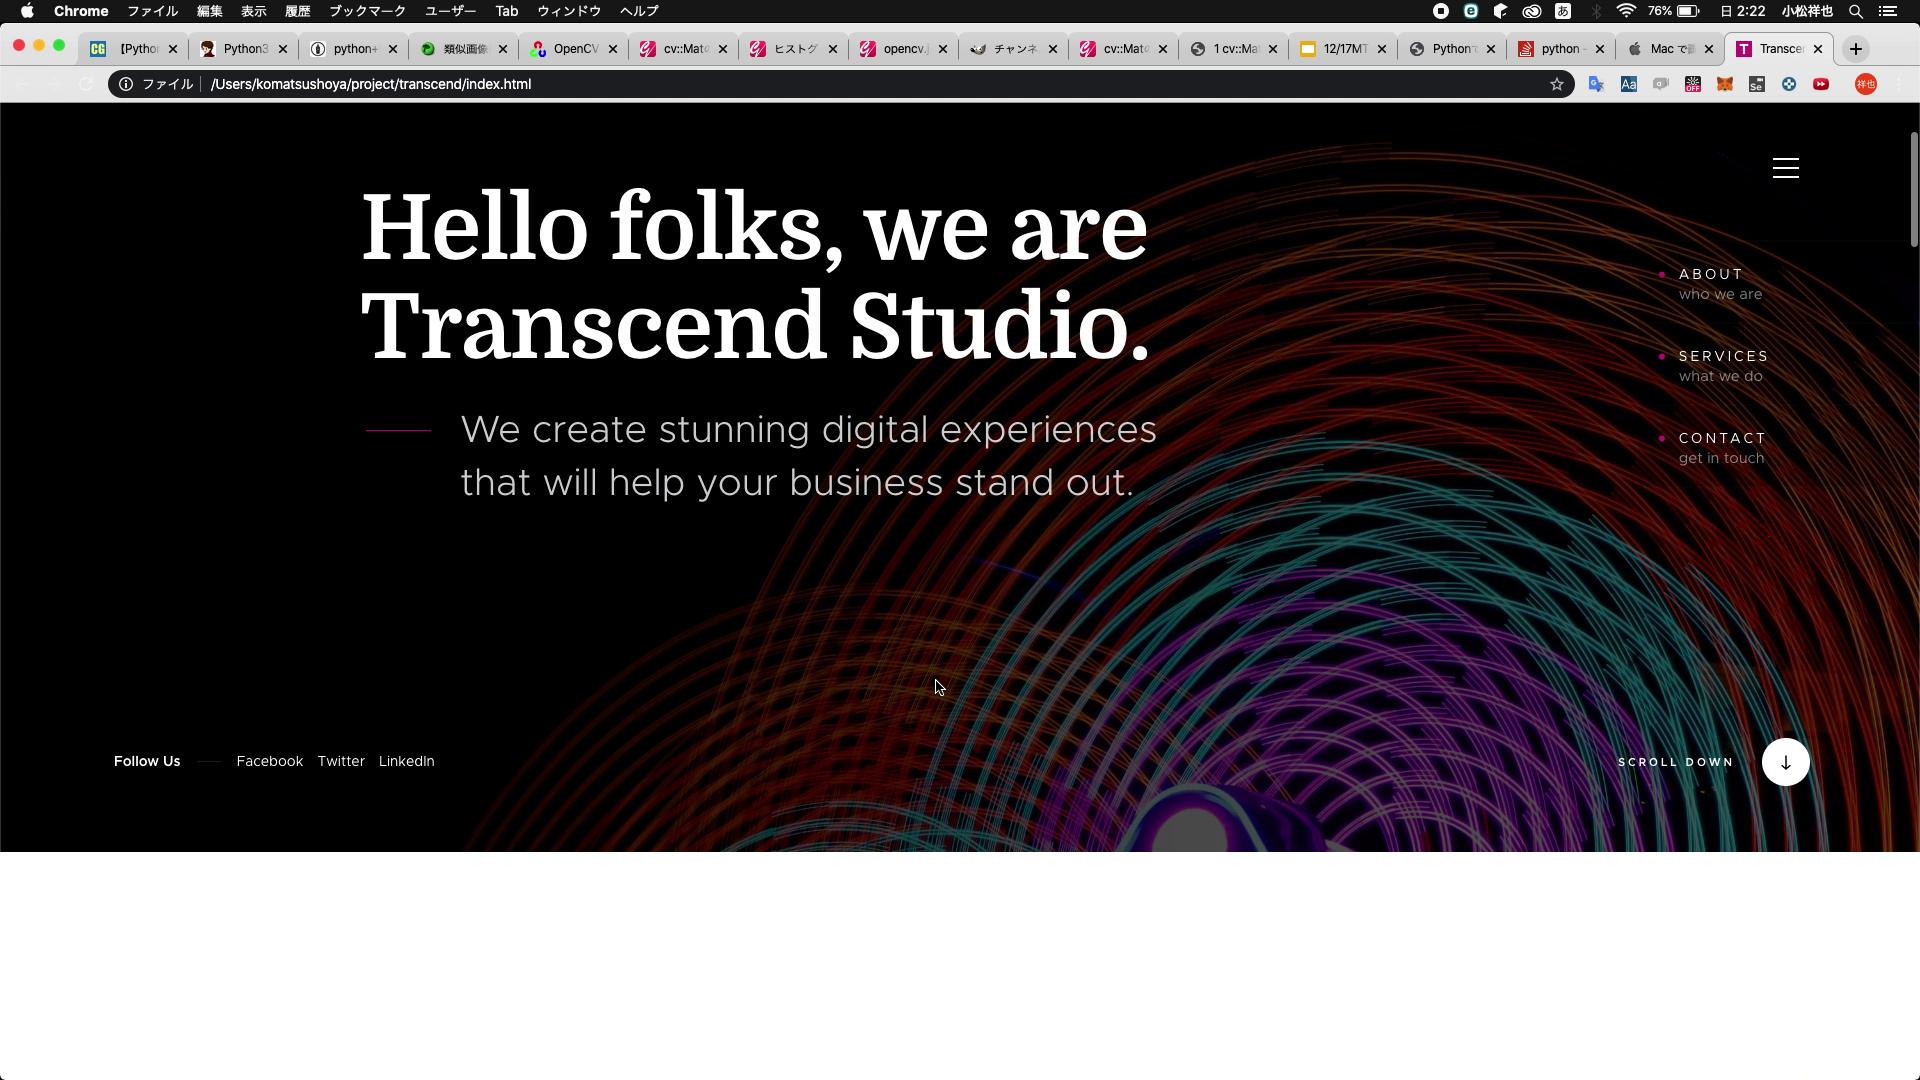 Chrome ファイル 編集 表示 履歴 ブックマーク ユーザー Tab ウィンドウ ヘルプ 76% 日 2:22 小松祥也
【Pytho Python3 python+ 類似画像 OpenCV cv::Mat ヒストグ opencv. チャンネ cv::Mat 1 cv::Ma 12/17MT Python python - Mac で Transcen
ファイル /Users/komatsushoya/project/transcend/index.html 祥也
Hello folks, we are
Transcend Studio.
We create stunning digital experiences
that will help your business stand out.
ABOUT
who we are
SERVICES
what we do
CONTACT
get in touch
Follow Us Facebook Twitter LinkedIn
SCROLL DOWN